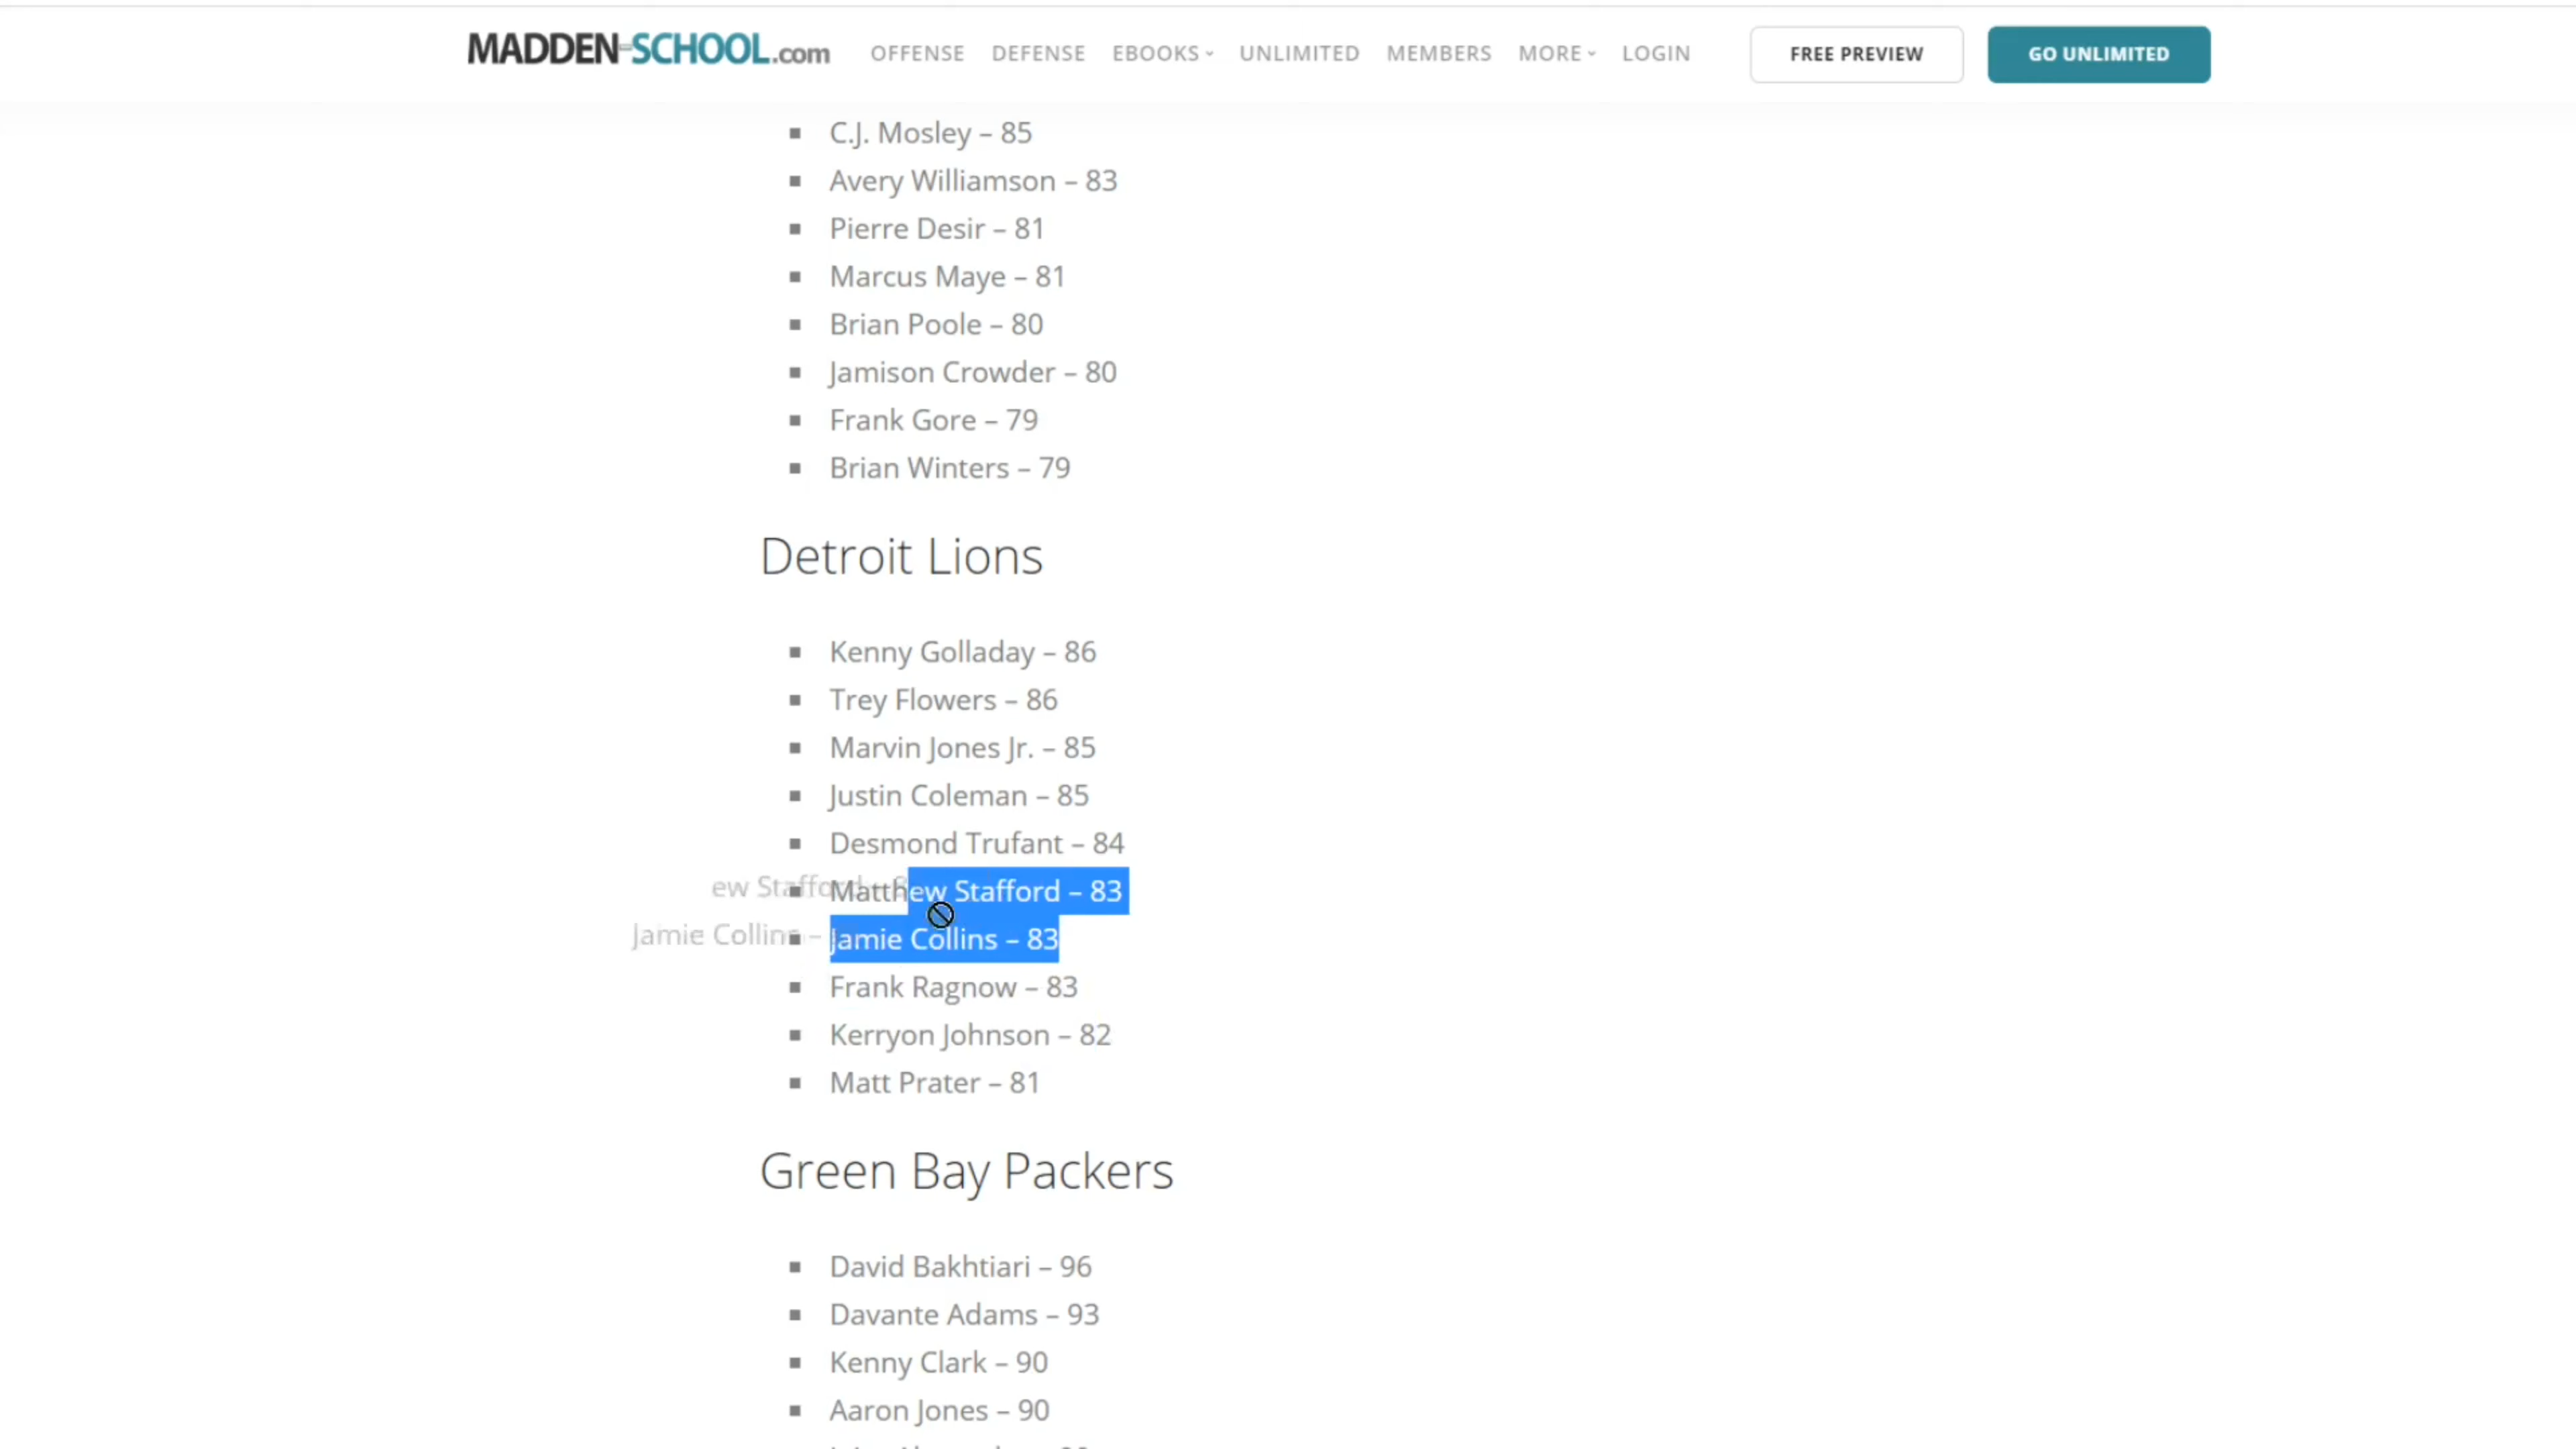 MADDEN-SCHOOL.com OFFENSE DEFENSE EBOOKS UNLIMITED MEMBERS MORE LOGIN FREE PREVIEW GO UNLIMITED
C.J. Mosley – 85
Avery Williamson – 83
Pierre Desir – 81
Marcus Maye – 81
Brian Poole – 80
Jamison Crowder – 80
Frank Gore – 79
Brian Winters – 79
Detroit Lions
Kenny Golladay – 86
Trey Flowers – 86
Marvin Jones Jr. – 85
Justin Coleman – 85
Desmond Trufant – 84
ew Stafford
Matthew Stafford – 83
Jamie Collins –
Jamie Collins – 83
Frank Ragnow – 83
Kerryon Johnson – 82
Matt Prater – 81
Green Bay Packers
David Bakhtiari – 96
Davante Adams – 93
Kenny Clark – 90
Aaron Jones – 90